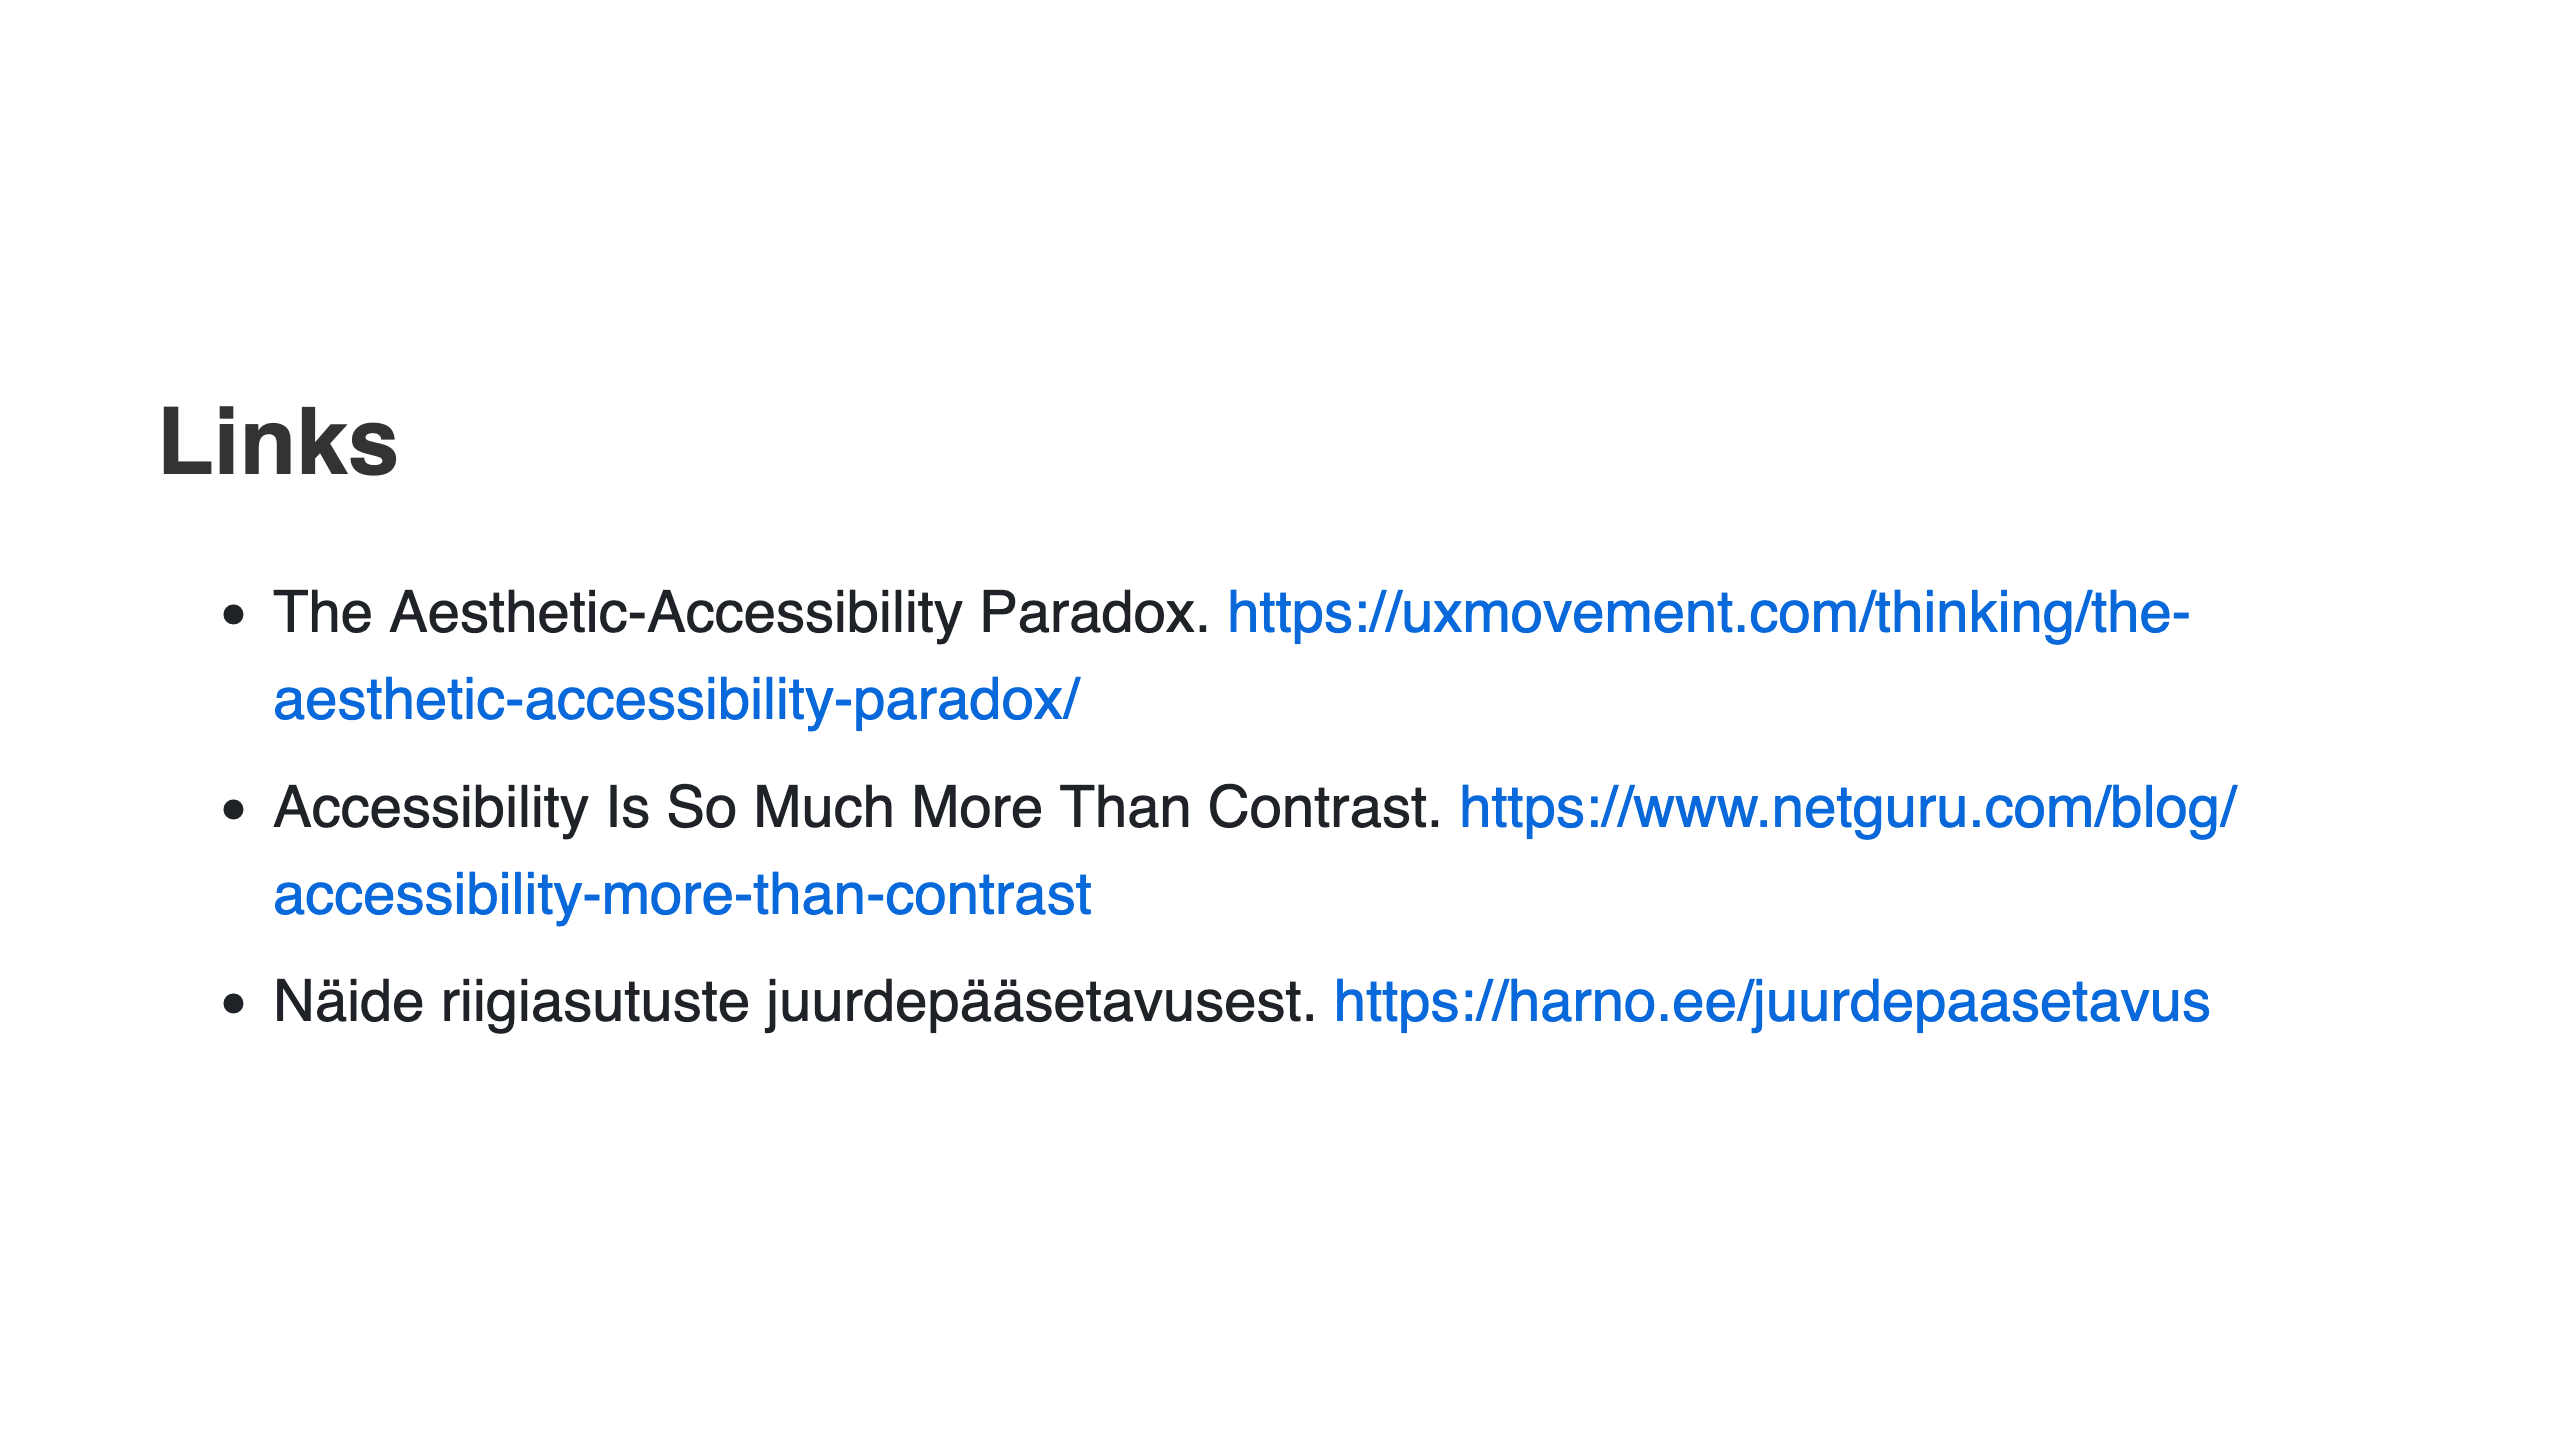 Links
• The Aesthetic-Accessibility Paradox. https://uxmovement.com/thinking/the-
aesthetic-accessibility-paradox/
• Accessibility Is So Much More Than Contrast. https://www.netguru.com/blog/
accessibility-more-than-contrast
• Näide riigiasutuste juurdepääsetavusest. https://harno.ee/juurdepaasetavus